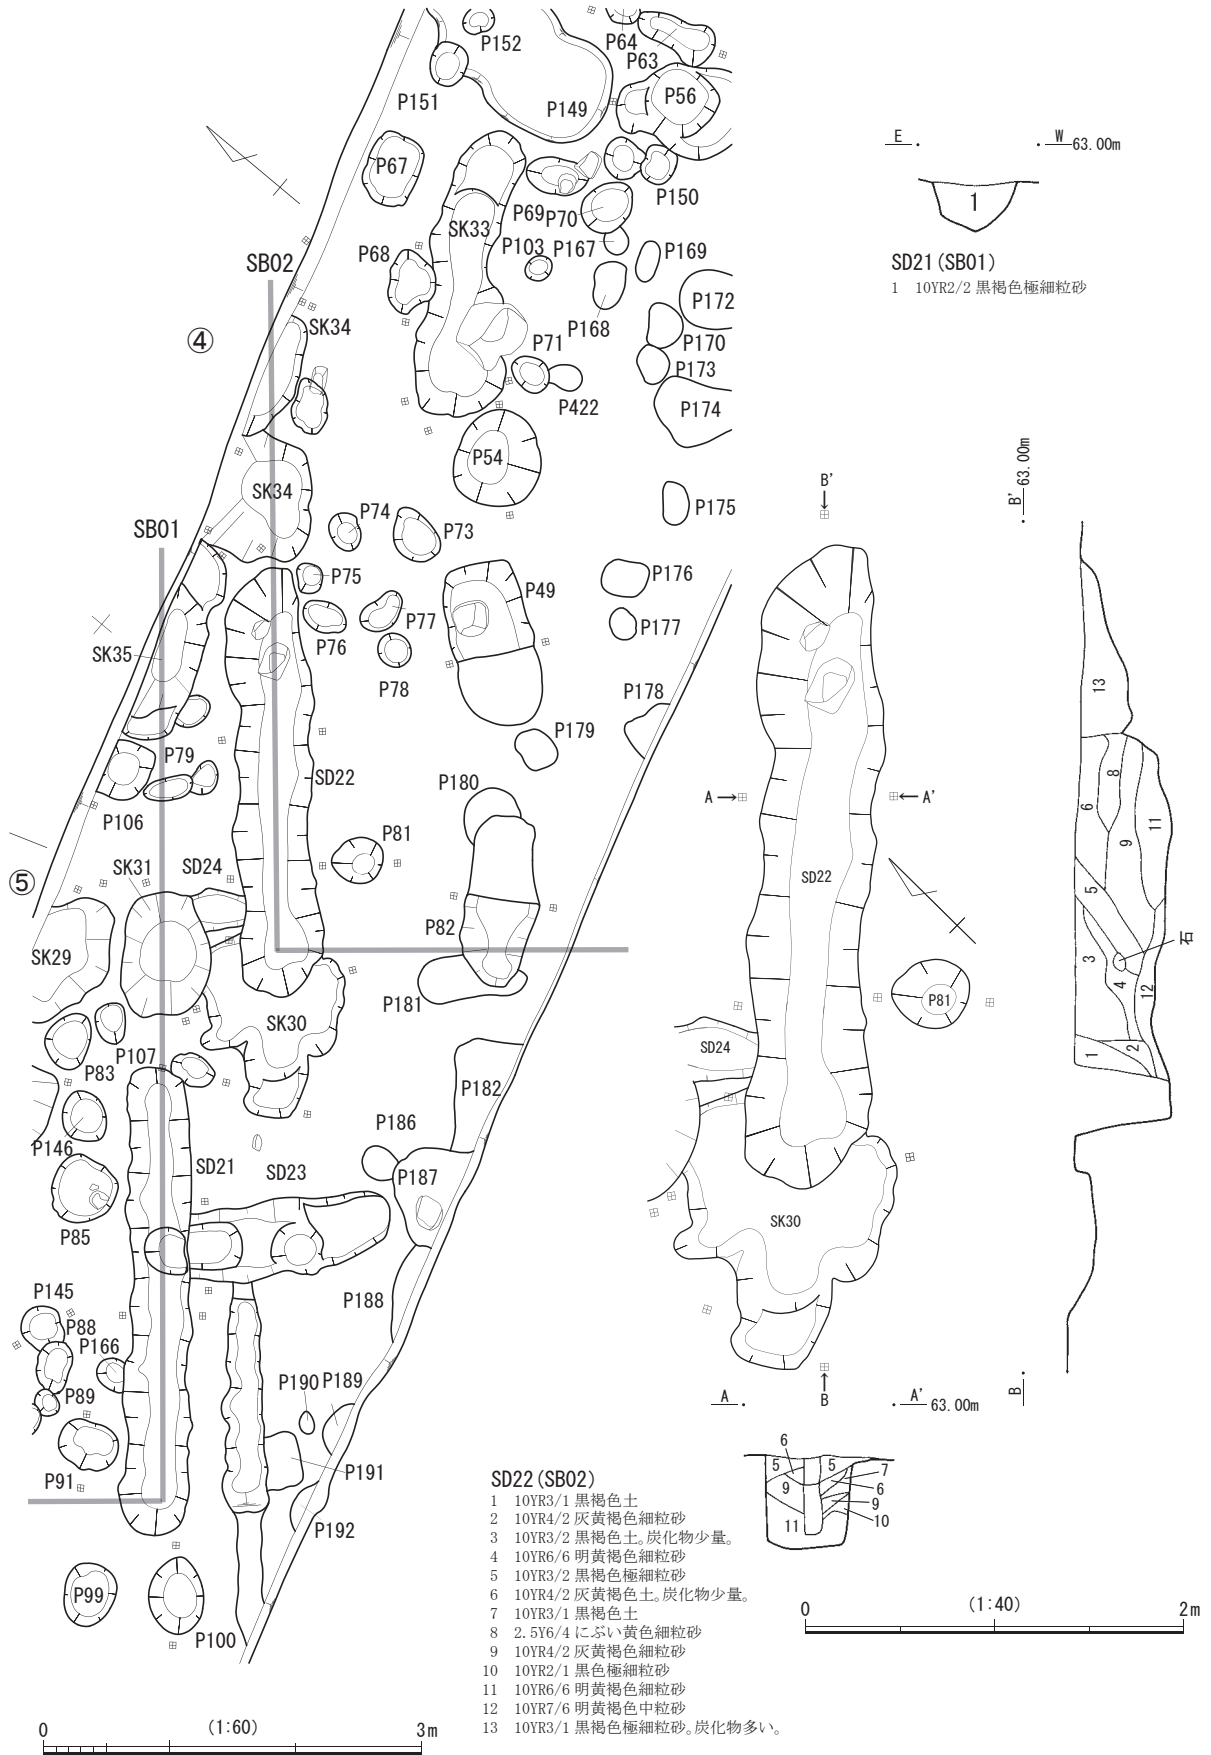 P152
P64
P63
P56
P151
P149
P67
P150
P69
P70
SK33
P103
P167
P169
P68
SB02
P172
P168
SK34
④
P71
P170
P173
P422
P174
P54
SK34
SB01
P74
P73
P175
P75
P49
P176
P76
P77
P177
SK35
P78
P178
P79
P179
SD22
P180
P106
P81
⑤
SK31
SD24
P82
SK29
P181
SK30
P107
P83
P182
P186
P146
SD21
SD23
P187
P85
P188
P145
P88
P166
P190
P189
P89
P91
P191
P192
P99
P100
0
(1:60)
3m
E
W
63.00m
1
SD21(SB01)
1 10YR2/2 黒褐色極細粒砂
B'
B'
63.00m
A
A'
SD22
P81
SD24
SK30
B
13
8
6
11
9
5
石
3
4
12
2
1
B
A
A'
63.00m
6
5
5
7
9
6
9
11
10
SD22(SB02)
1 10YR3/1 黒褐色土
2 10YR4/2 灰黄褐色細粒砂
3 10YR3/2 黒褐色土。炭化物少量。
4 10YR6/6 明黄褐色細粒砂
5 10YR3/2 黒褐色極細粒砂
6 10YR4/2 灰黄褐色土。炭化物少量。
7 10YR3/1 黒褐色土
8 2.5Y6/4 にぶい黄色細粒砂
9 10YR4/2 灰黄褐色細粒砂
10 10YR2/1 黒色極細粒砂
11 10YR6/6 明黄褐色細粒砂
12 10YR7/6 明黄褐色中粒砂
13 10YR3/1 黒褐色極細粒砂。炭化物多い。
0
(1:40)
2m